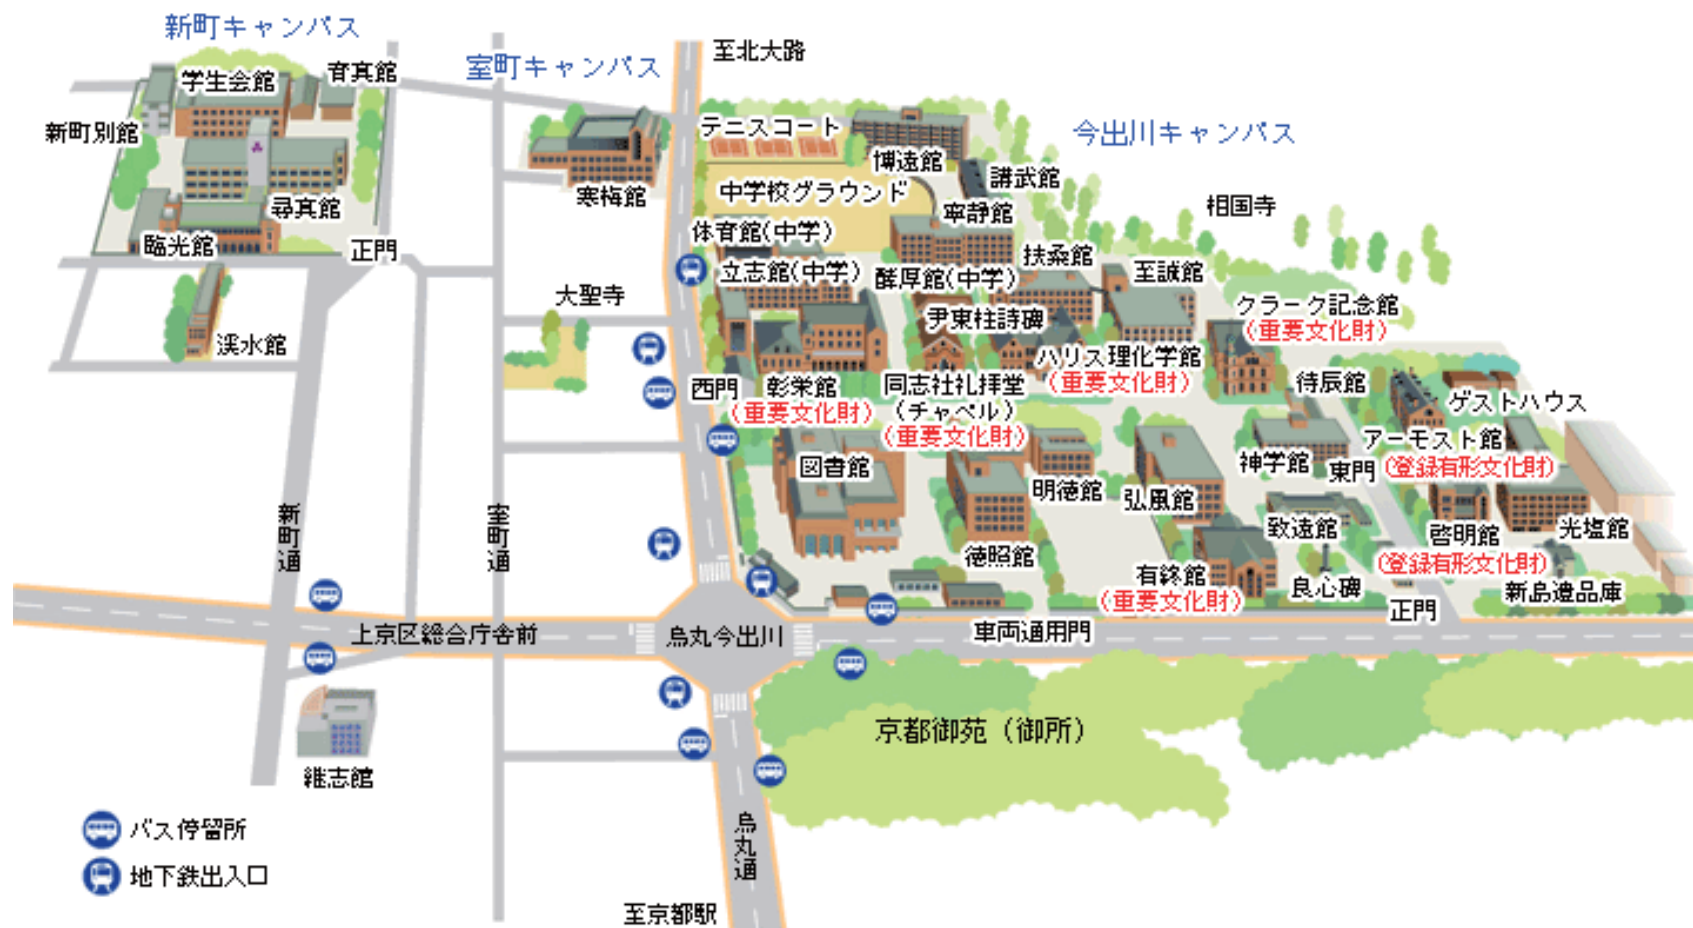 新町キャンパス
学生会館
育真館
新町別館
尋真館
臨光館
正門
渓水館
室町キャンパス
寒梅館
大聖寺
至北大路
今出川キャンパス
テニスコート
博遠館
中学校グラウンド
講武館
寧静館
相国寺
体育館(中学)
立志館(中学)
醇厚館(中学)
扶桑館
至誠館
尹東柱詩碑
クラーク記念館
(重要文化財)
ハリス理化学館
(重要文化財)
西門
彰栄館
(重要文化財)
同志社礼拝堂
(チャペル)
(重要文化財)
待辰館
ゲストハウス
アーモスト館
(登録有形文化財)
図書館
明徳館
弘風館
神学館
東門
徳照館
致遠館
啓明館
(登録有形文化財)
光塩館
有終館
(重要文化財)
良心碑
正門
新島遺品庫
新町通
室町通
上京区総合庁舎前
烏丸今出川
車両通用門
継志館
京都御苑(御所)
烏丸通
至京都駅
バス停留所
地下鉄出入口